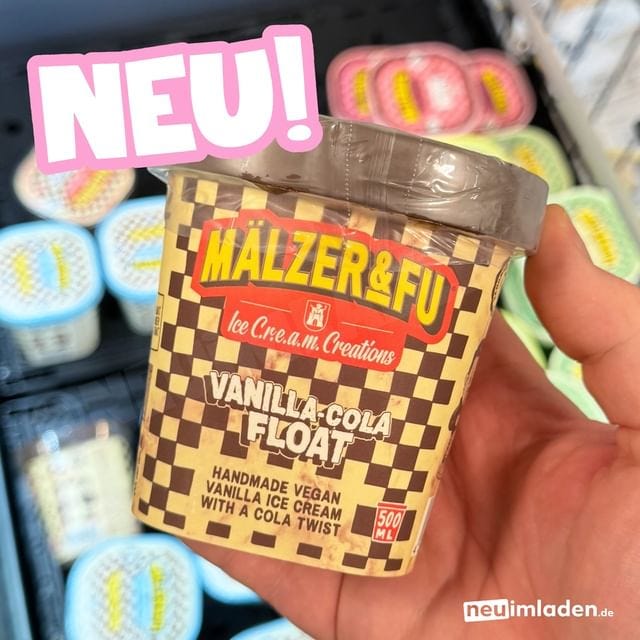 NEU!
MÄLZER&FU
Ice C.r.e.a.m. Creations
VANILLA-COLA
FLOAT
HANDMADE VEGAN
VANILLA ICE CREAM
WITH A COLA TWIST
500
ML
neuimladen.de